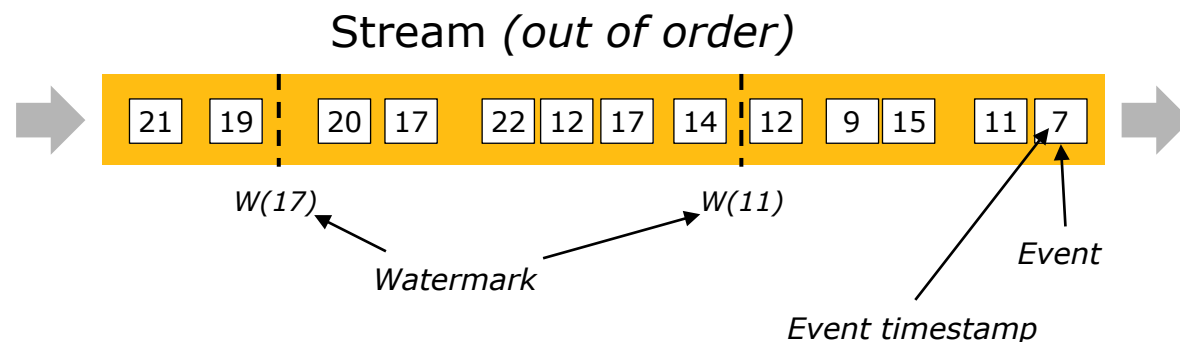 Stream (out of order)
21 19 20 17 22 12 17 14 12 9 15 11 7
W(17) W(11)
Watermark
Event
Event timestamp